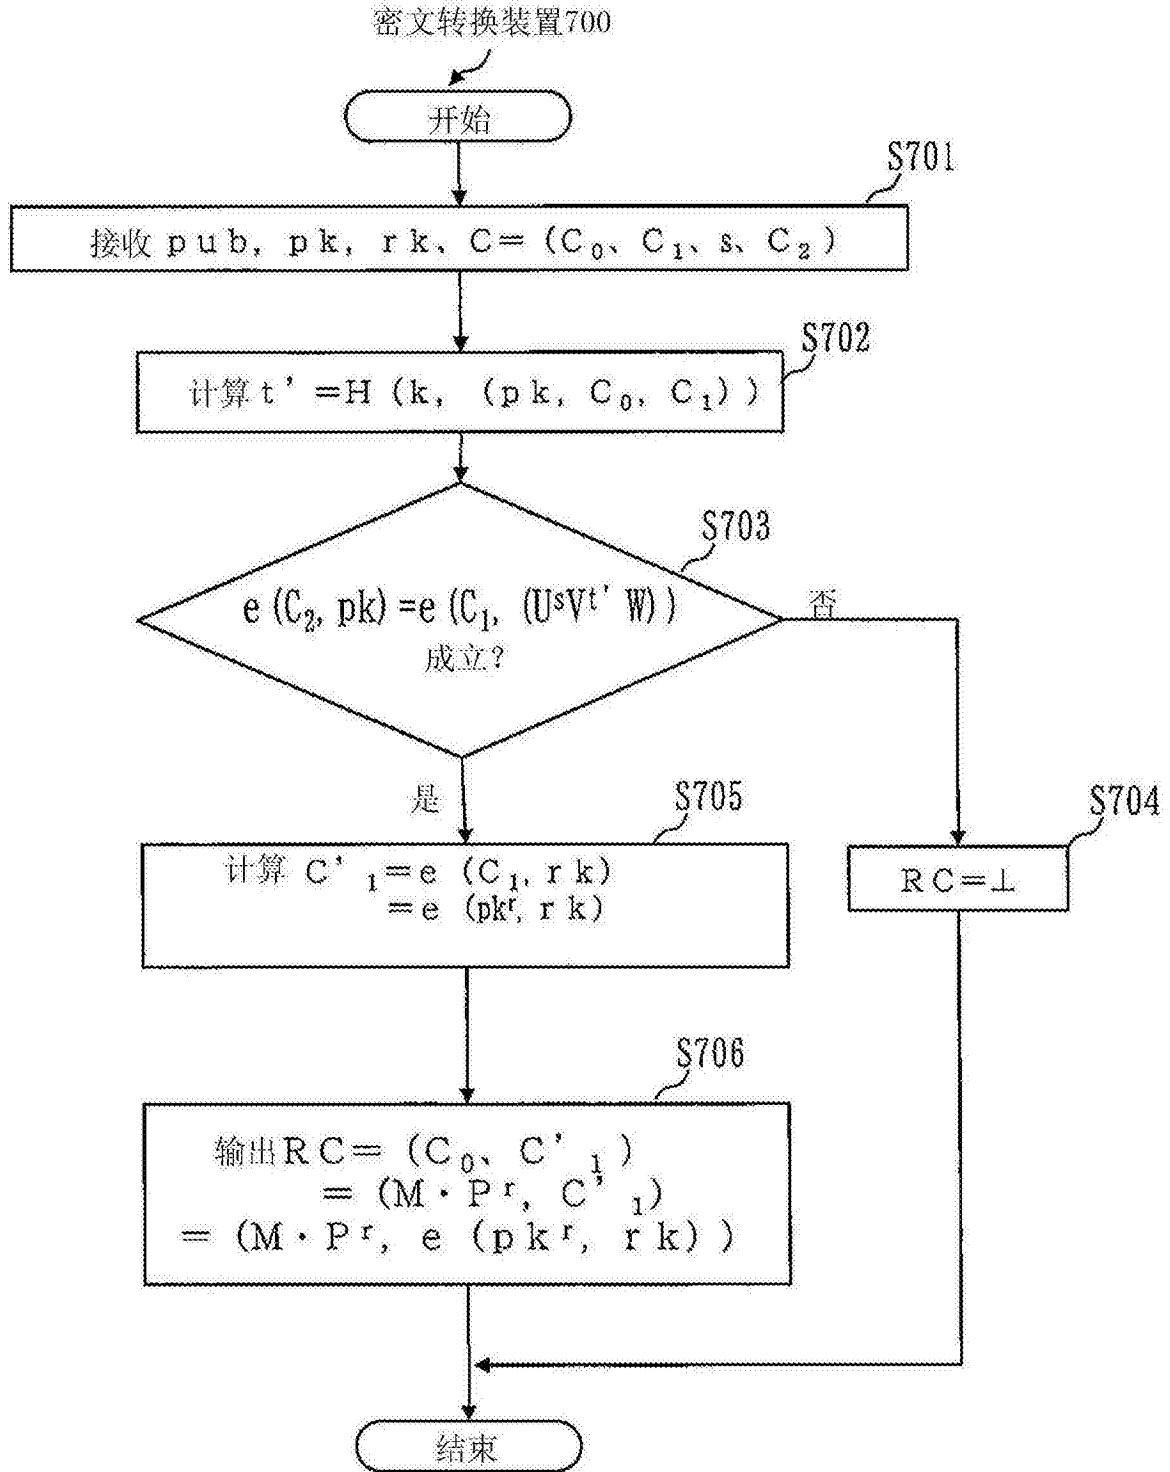 密文转换装置700
开始
S701
接收 pub, pk, rk、C=(C₀、C₁、s、C₂)
S702
计算 t'=H(k, (pk, C₀, C₁))
S703
e(C₂, pk)=e(C₁, (UˢVᵗ'W))
成立?
否
是
S705
S704
计算 C'₁=e (C₁, rk)
=e (pkʳ, rk)
RC=⊥
S706
输出RC=(C₀、C'₁)
=(M·Pʳ, C'₁)
=(M·Pʳ, e(pkʳ, rk))
结束